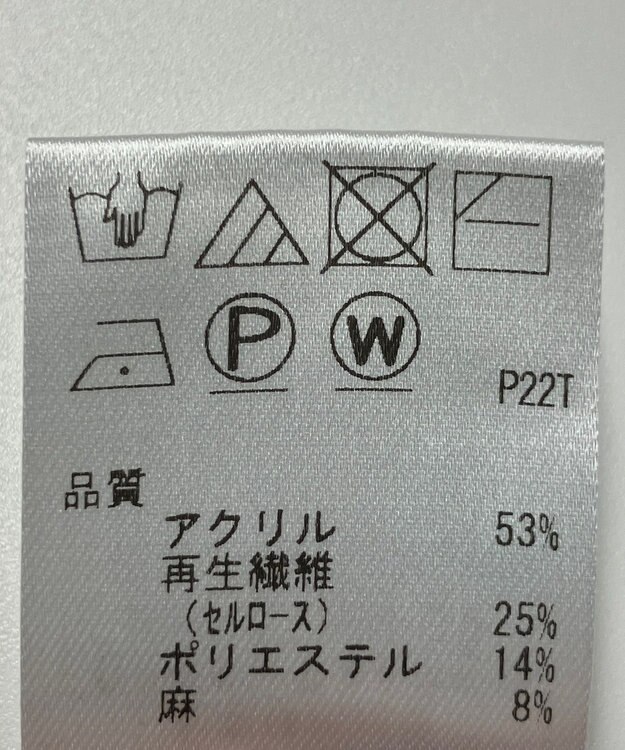 P W P22T
品質
アクリル 53%
再生繊維
(セルロース) 25%
ポリエステル 14%
麻 8%